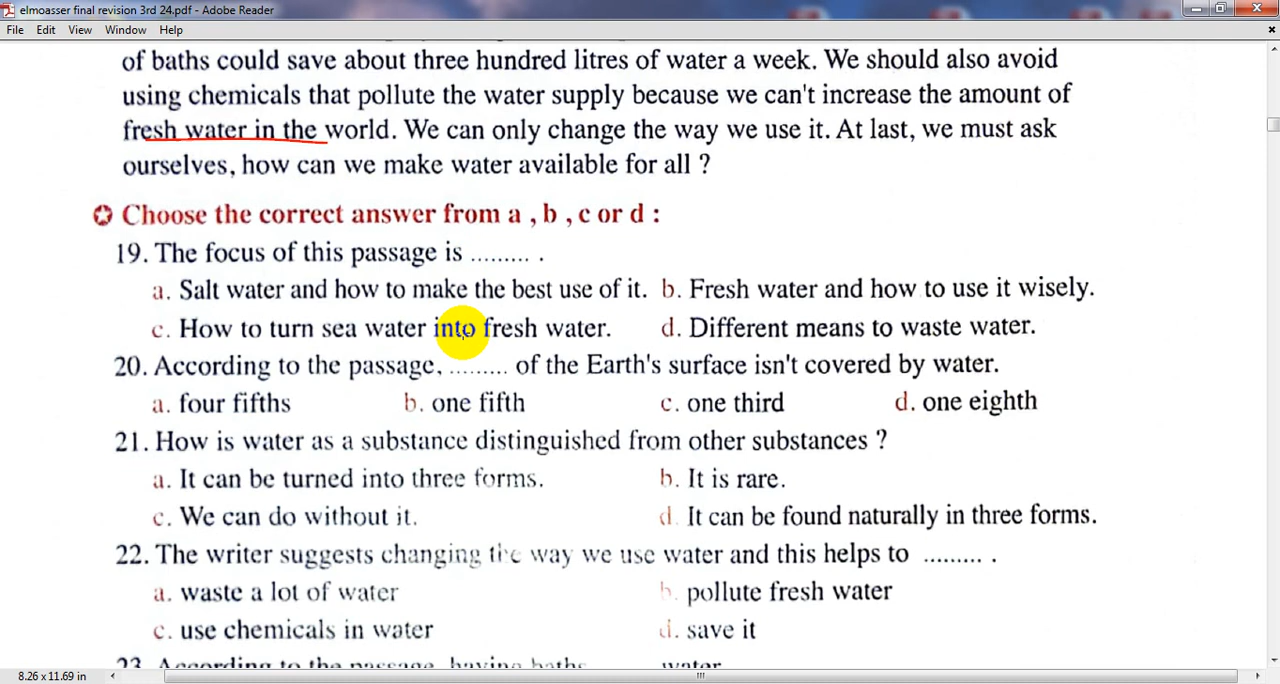 elmoasser final revision 3rd 24.pdf - Adobe Reader
File Edit View Window Help
of baths could save about three hundred litres of water a week. We should also avoid
using chemicals that pollute the water supply because we can't increase the amount of
fresh water in the world. We can only change the way we use it. At last, we must ask
ourselves, how can we make water available for all ?
Choose the correct answer from a , b , c or d :
19. The focus of this passage is ......... .
a. Salt water and how to make the best use of it. b. Fresh water and how to use it wisely.
c. How to turn sea water into fresh water. d. Different means to waste water.
20. According to the passage, ......... of the Earth's surface isn't covered by water.
a. four fifths b. one fifth c. one third d. one eighth
21. How is water as a substance distinguished from other substances ?
a. It can be turned into three forms. b. It is rare.
c. We can do without it. d. It can be found naturally in three forms.
22. The writer suggests changing the way we use water and this helps to ......... .
a. waste a lot of water b. pollute fresh water
c. use chemicals in water d. save it
23. According to the passage, having baths water
8.26 x 11.69 in